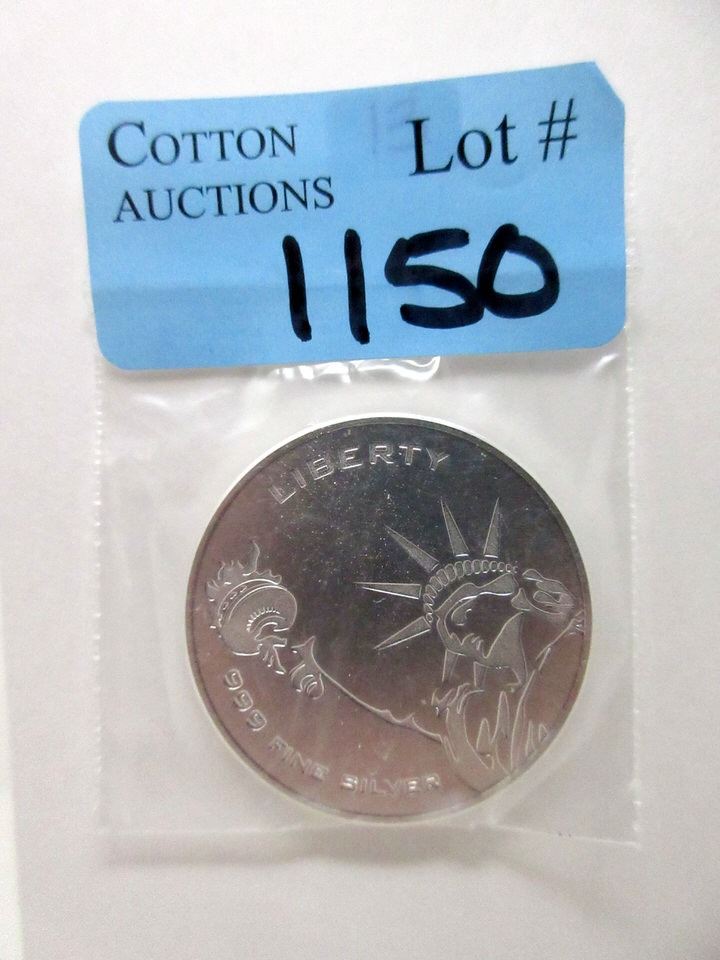 COTTON
AUCTIONS
Lot #
1150
LIBERTY
999 FINE SILVER